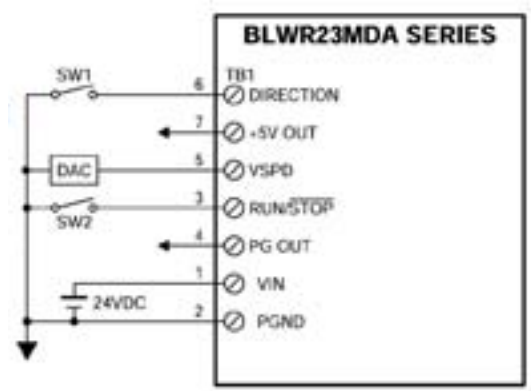 BLWR23MDA SERIES
TB1
SW1
6 DIRECTION
7 +5V OUT
DAC 5 VSPD
3 RUN/STOP
SW2
4 PG OUT
1 VIN
24VDC
2 PGND